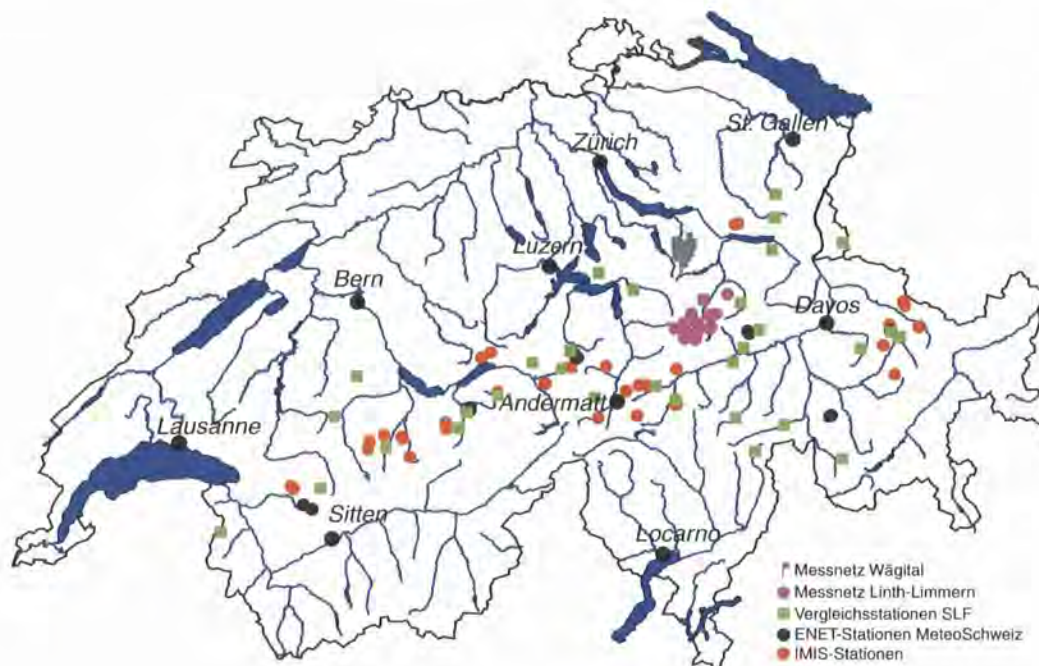 St. Gallen
Zürich
Luzern
Bern
Davos
Andermatt
Lausanne
Sitten
Locarno
Messnetz Wägital
Messnetz Linth-Limmern
Vergleichsstationen SLF
ENET-Stationen MeteoSchweiz
IMIS-Stationen